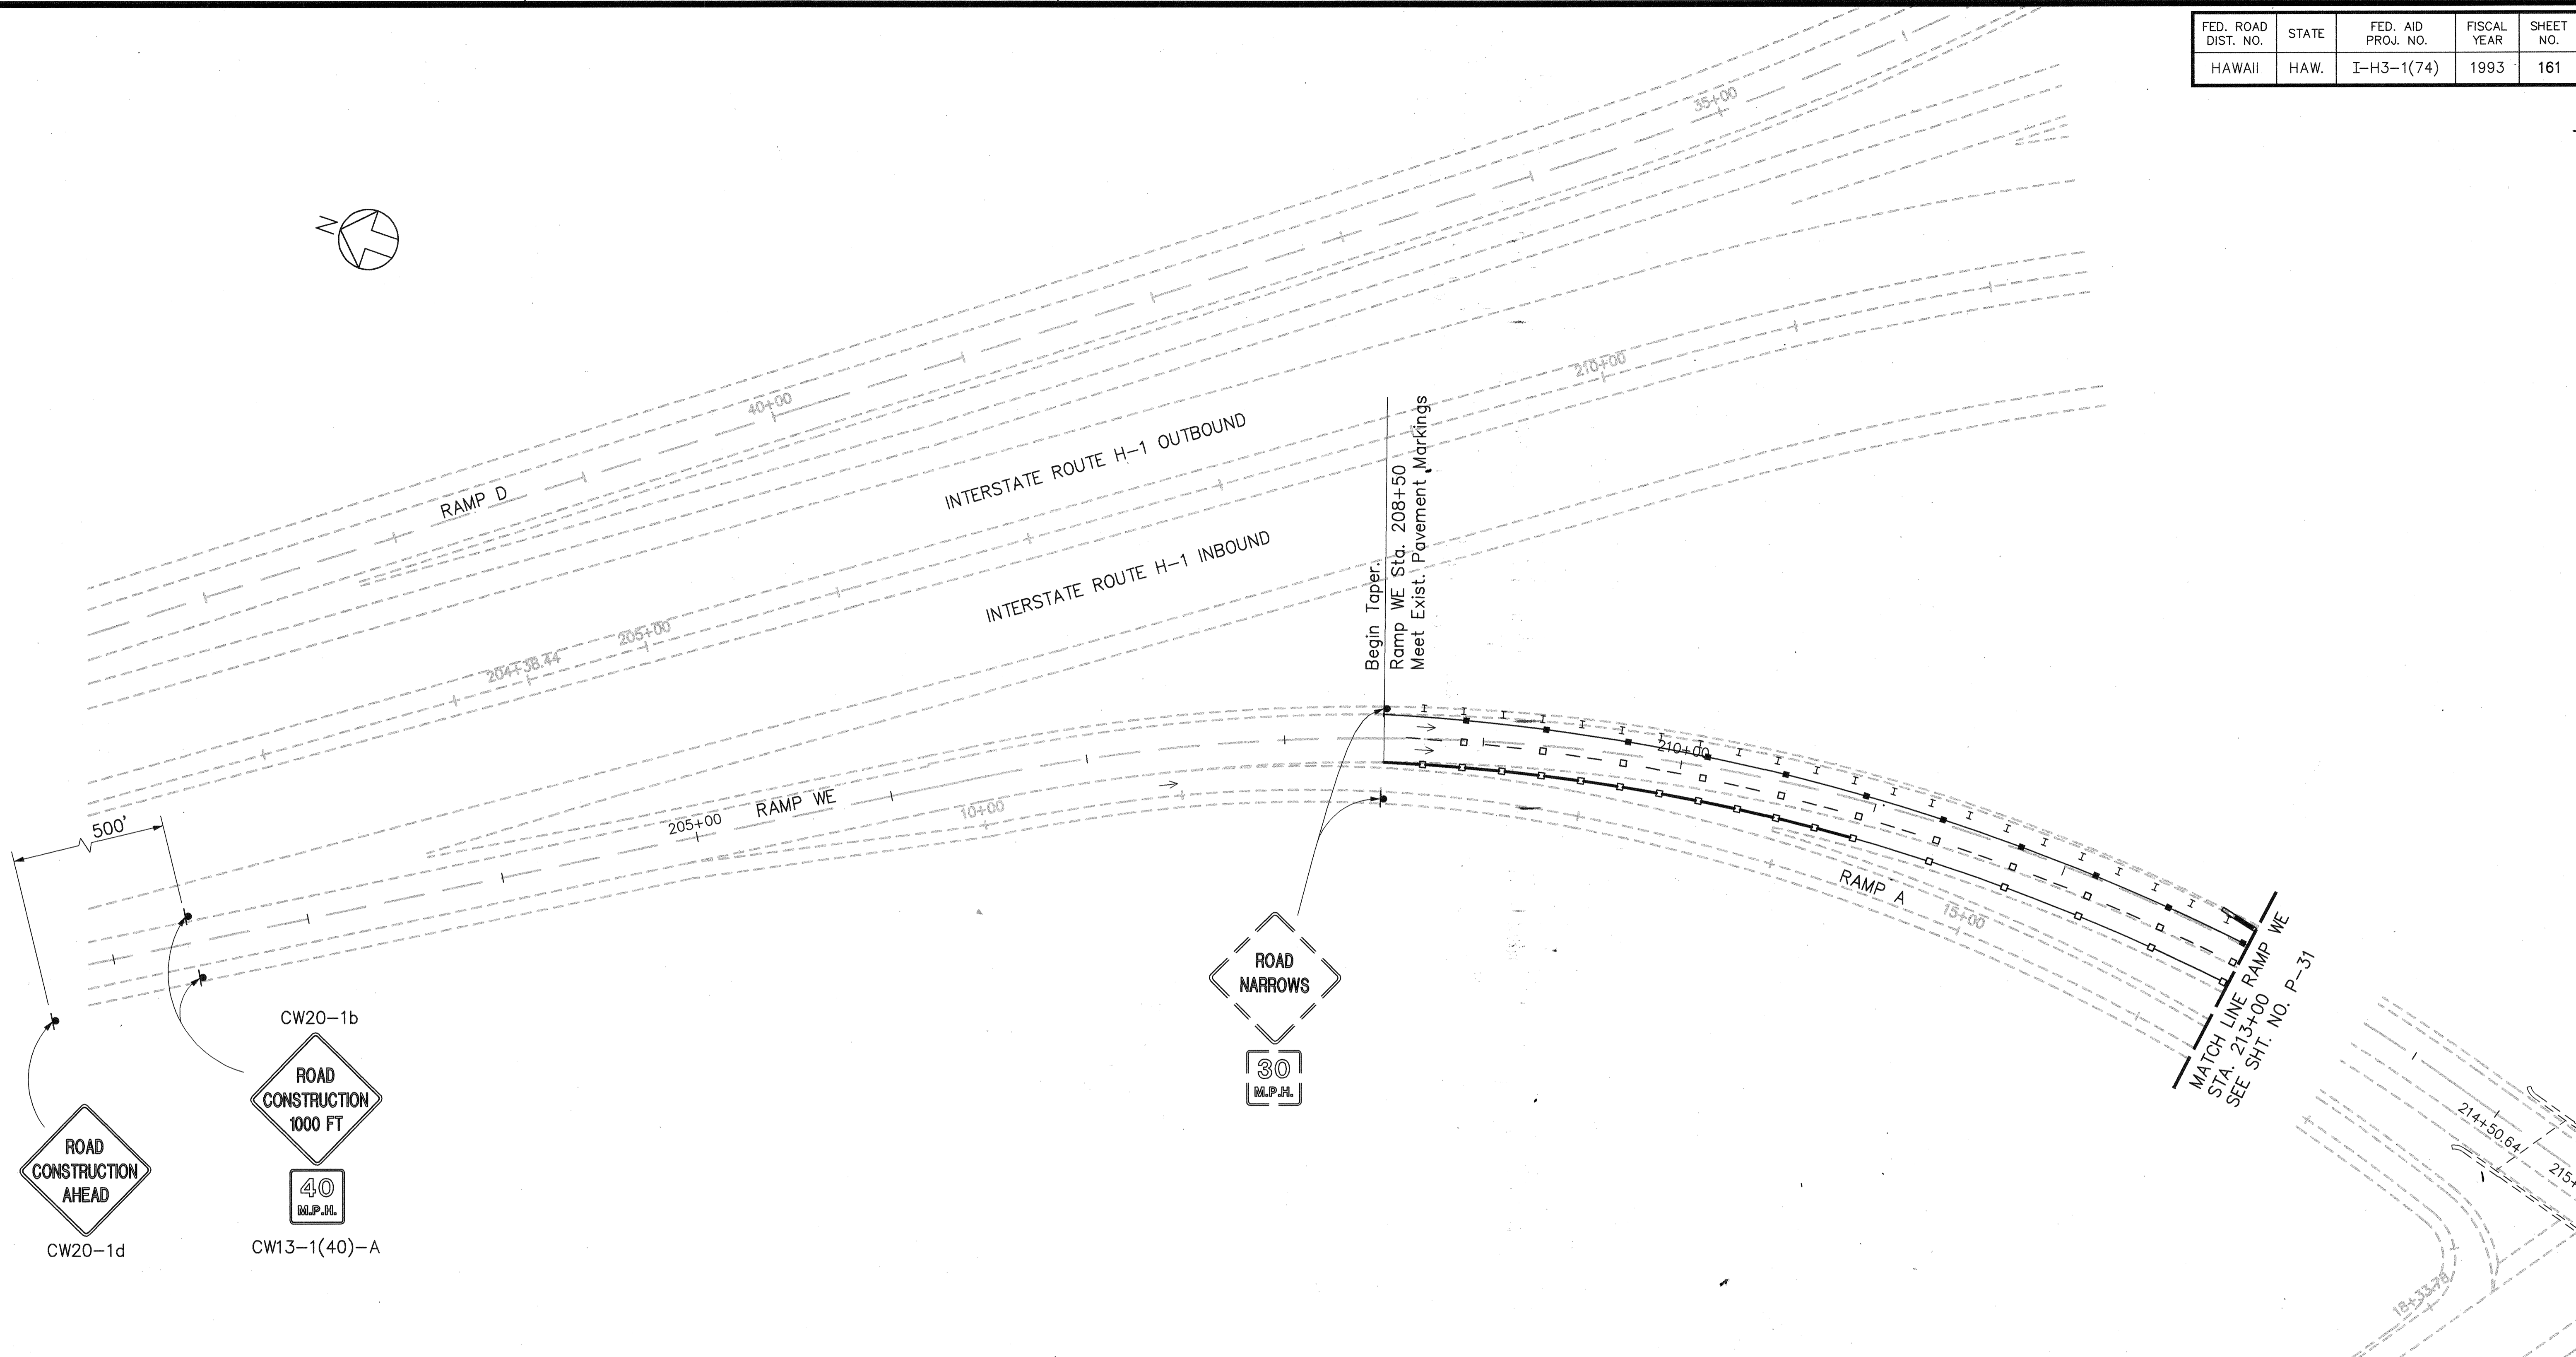 FED. ROAD DIST. NO.
STATE
FED. AID PROJ. NO.
FISCAL YEAR
SHEET NO.
HAWAII
HAW.
I-H3-1(74)
1993
161
35+00
N
210+00
40+00
INTERSTATE ROUTE H-1 OUTBOUND
RAMP D
INTERSTATE ROUTE H-1 INBOUND
Begin Taper.
Ramp WE Sta. 208+50
Meet Exist. Pavement Markings
205+00
204+38.44
210+00
RAMP WE
205+00
10+00
500'
RAMP A
15+00
MATCH LINE RAMP WE
STA. 213+00
SEE SHT. NO. P-31
ROAD
NARROWS
30
M.P.H.
CW20-1b
ROAD
CONSTRUCTION
1000 FT
40
M.P.H.
CW13-1(40)-A
ROAD
CONSTRUCTION
AHEAD
CW20-1d
214+50.64
18+33.78